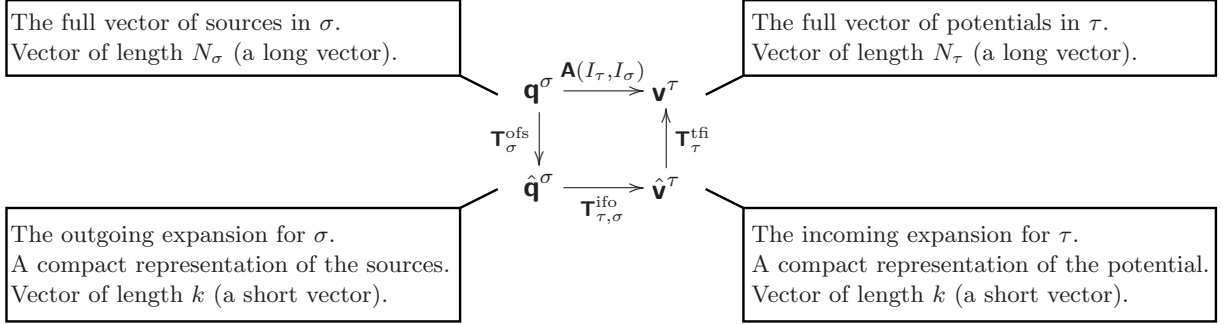 The full vector of sources in σ.
Vector of length N_σ (a long vector).
The full vector of potentials in τ.
Vector of length N_τ (a long vector).
A(I_τ, I_σ)
q^σ
v^τ
T_σ^ofs
T_τ^tfi
q̂^σ
v̂^τ
T_{τ,σ}^ifo
The outgoing expansion for σ.
A compact representation of the sources.
Vector of length k (a short vector).
The incoming expansion for τ.
A compact representation of the potential.
Vector of length k (a short vector).